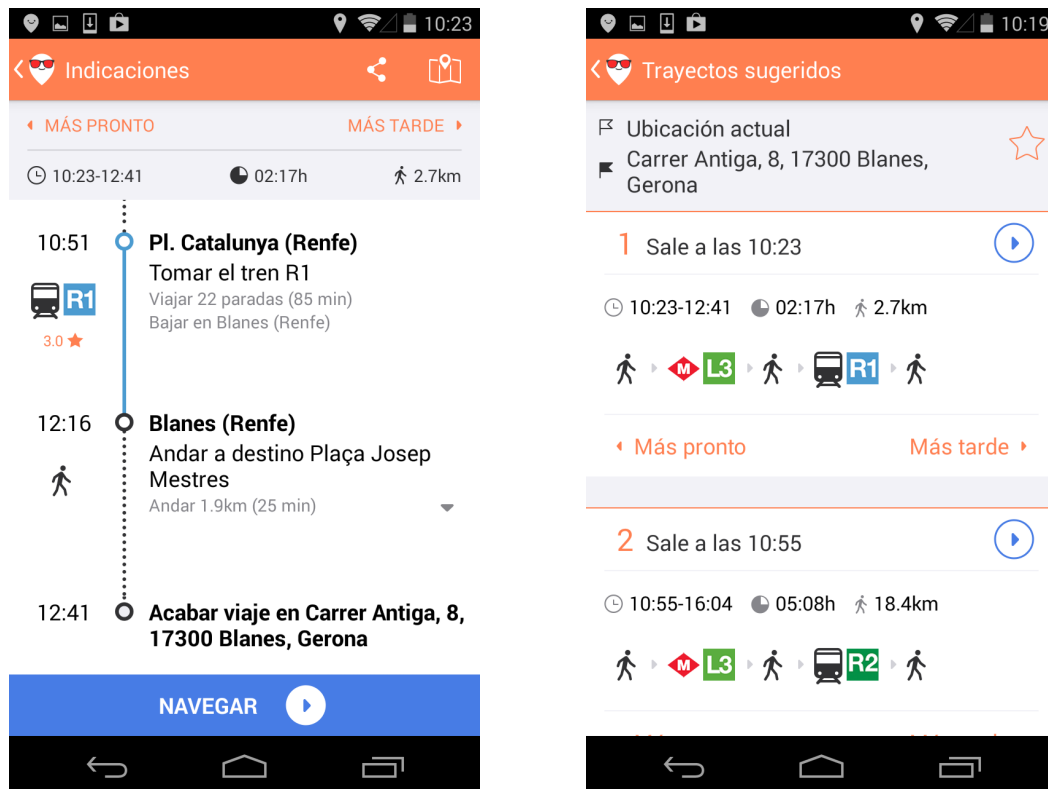 10:23
Indicaciones
MÁS PRONTO MÁS TARDE
10:23-12:41 02:17h 2.7km
10:51 Pl. Catalunya (Renfe)
Tomar el tren R1
R1 Viajar 22 paradas (85 min)
Bajar en Blanes (Renfe)
3.0
12:16 Blanes (Renfe)
Andar a destino Plaça Josep
Mestres
Andar 1.9km (25 min)
12:41 Acabar viaje en Carrer Antiga, 8,
17300 Blanes, Gerona
NAVEGAR
10:19
Trayectos sugeridos
Ubicación actual
Carrer Antiga, 8, 17300 Blanes,
Gerona
1 Sale a las 10:23
10:23-12:41 02:17h 2.7km
M L3 R1
Más pronto Más tarde
2 Sale a las 10:55
10:55-16:04 05:08h 18.4km
M L3 R2